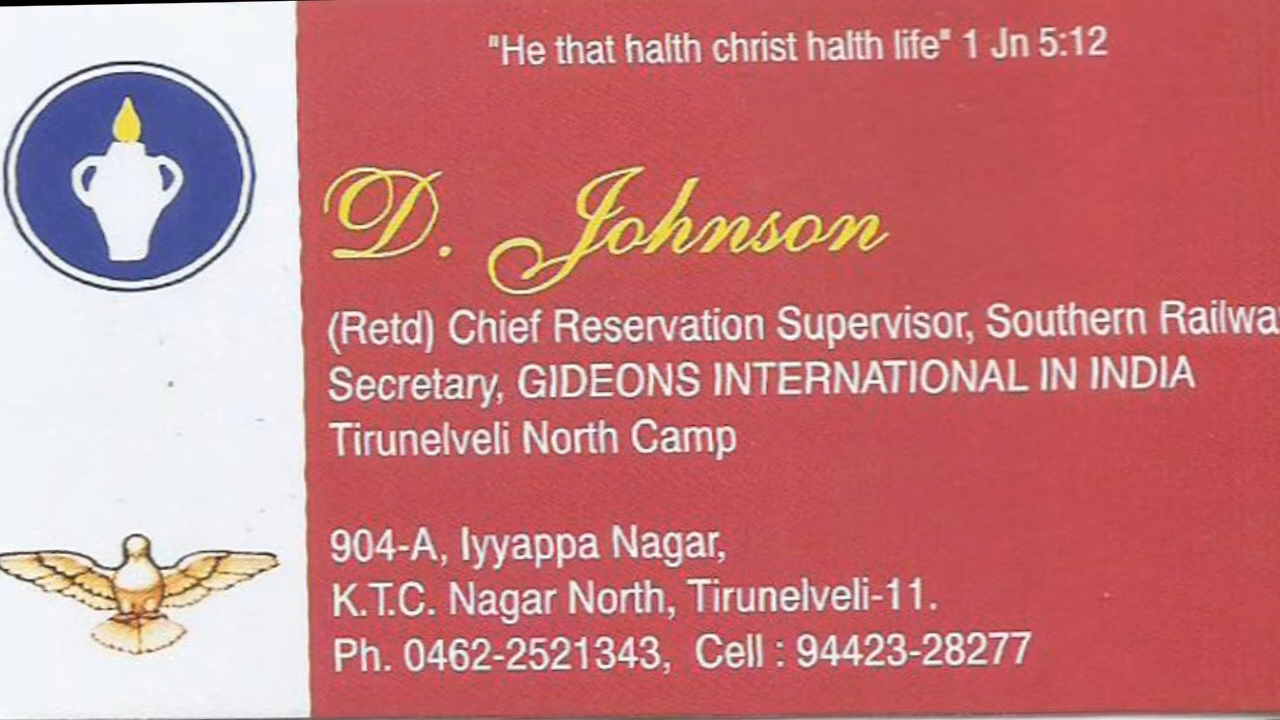 "He that halth christ halth life" 1 Jn 5:12
D. Johnson
(Retd) Chief Reservation Supervisor, Southern Railwa
Secretary, GIDEONS INTERNATIONAL IN INDIA
Tirunelveli North Camp
904-A, Iyyappa Nagar,
K.T.C. Nagar North, Tirunelveli-11.
Ph. 0462-2521343, Cell : 94423-28277